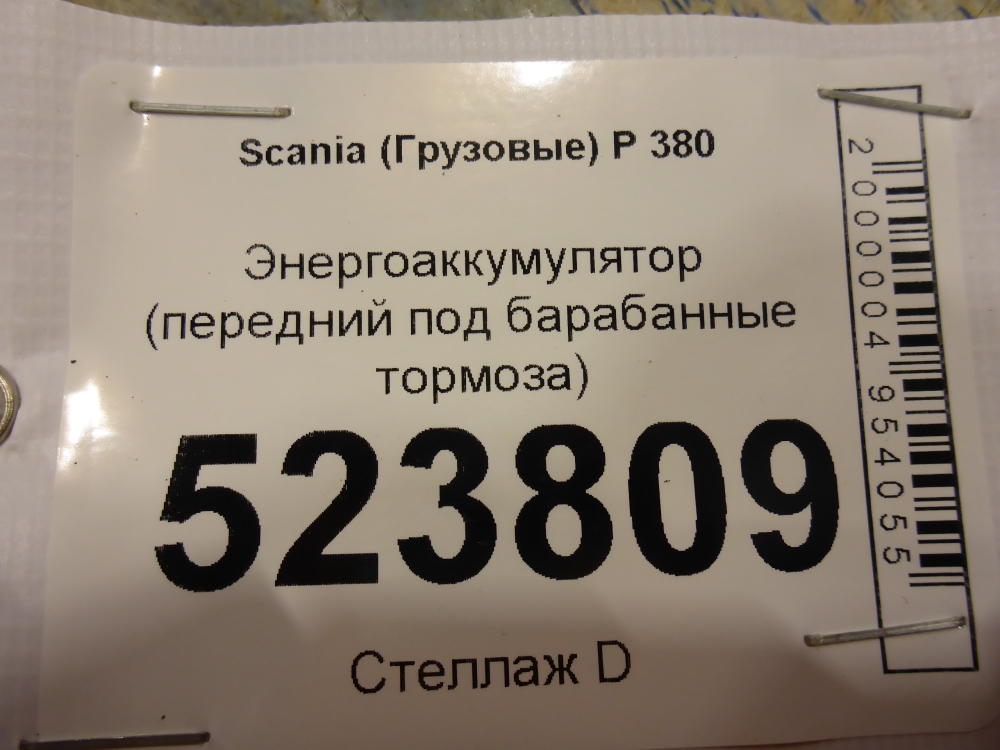 Scania (Грузовые) P 380
Энергоаккумулятор
(передний под барабанные
тормоза)
523809
Стеллаж D
2000004954055